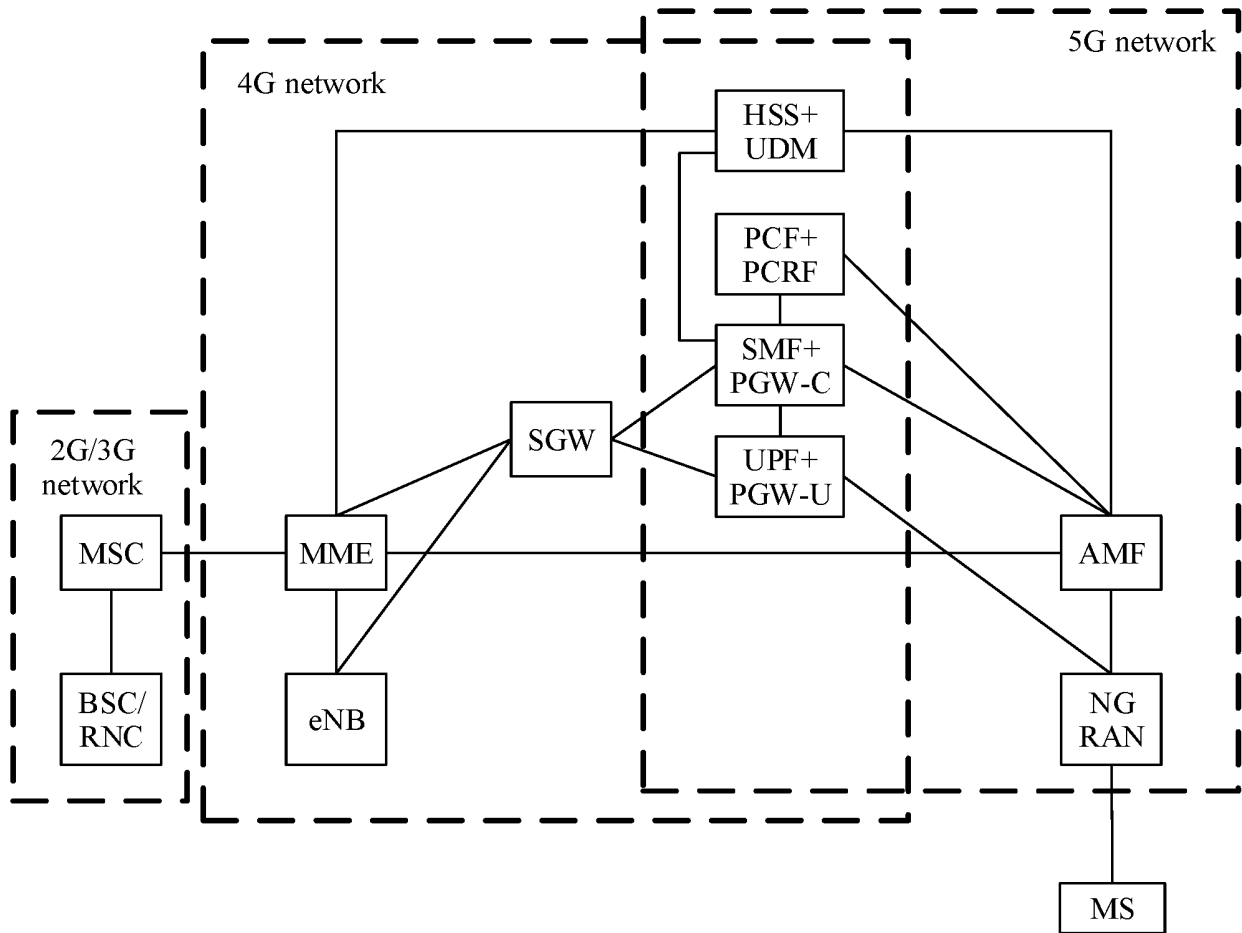 5G network
4G network
HSS+
UDM
PCF+
PCRF
SMF+
PGW-C
SGW
UPF+
PGW-U
2G/3G
network
MSC
MME
AMF
BSC/
RNC
eNB
NG
RAN
MS